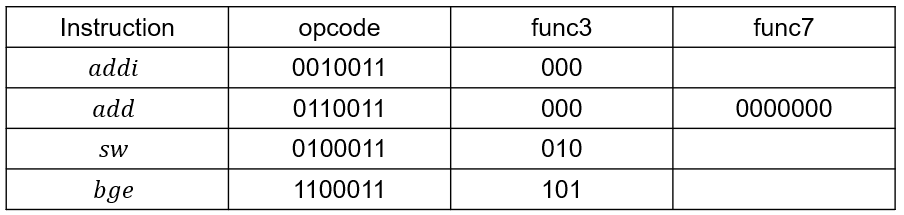 Instruction opcode func3 func7
addi 0010011 000
add 0110011 000 0000000
sw 0100011 010
bge 1100011 101